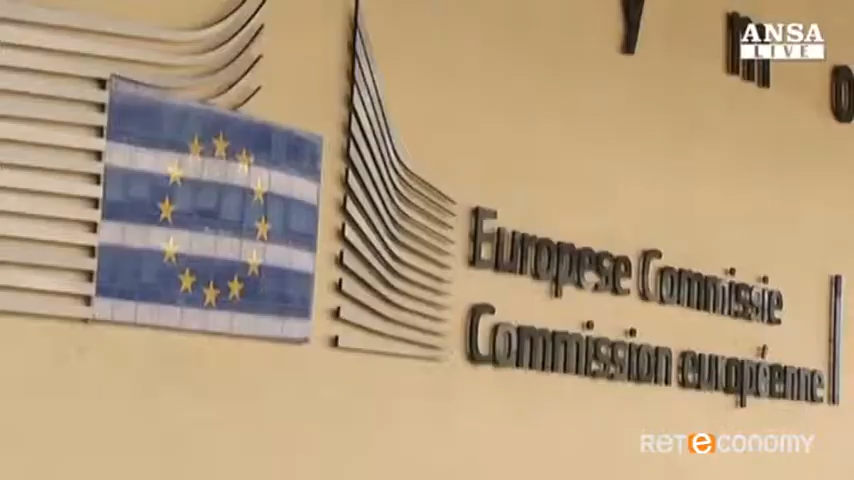 ANSA
LIVE
Europese Commissie
Commission européenne
RETeCONOMY